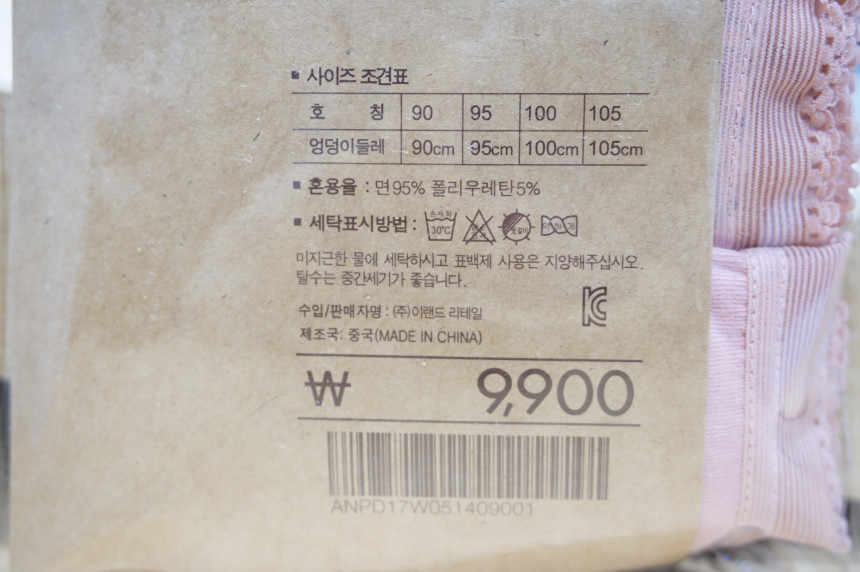 사이즈 조견표
호 칭 90 95 100 105
엉덩이둘레 90cm 95cm 100cm 105cm
혼용율 : 면95% 폴리우레탄5%
세탁표시방법 : 손세탁 30℃
미지근한 물에 세탁하시고 표백제 사용은 지양해주십시오.
탈수는 중간세기가 좋습니다.
수입/판매자명 : (주)이랜드 리테일
제조국: 중국(MADE IN CHINA)
₩ 9,900
ANPD17W051409001